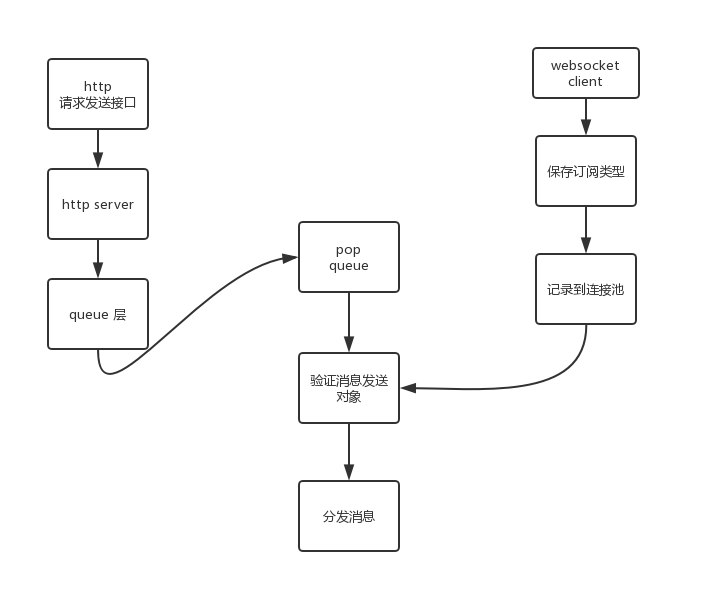 http
请求发送接口
http server
queue 层
pop
queue
验证消息发送
对象
分发消息
websocket
client
保存订阅类型
记录到连接池